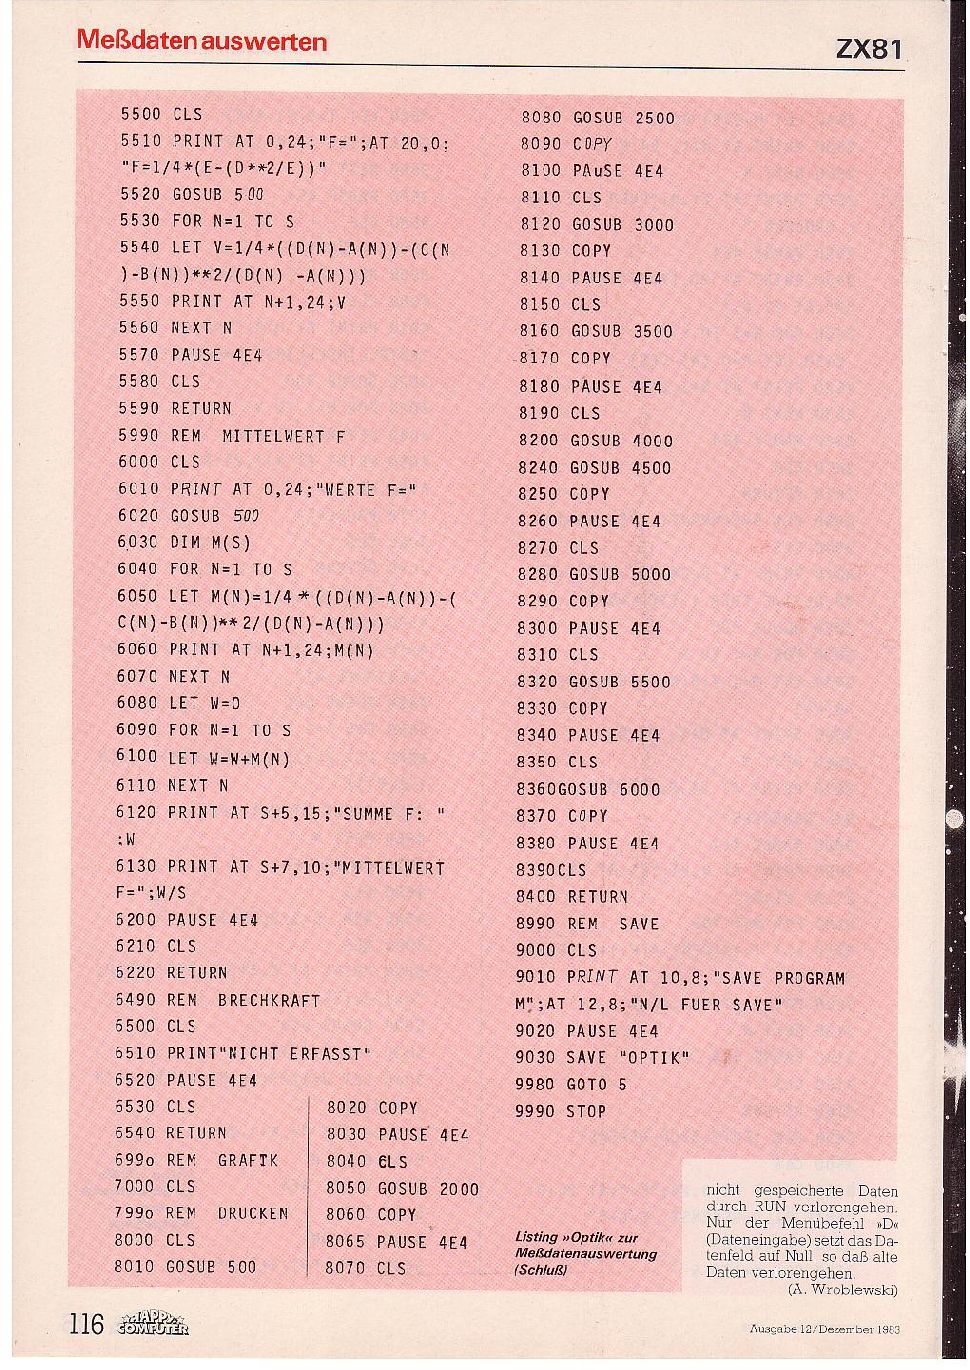 Meßdaten auswerten
ZX81
5500 CLS
5510 PRINT AT 0,24;"F=";AT 20,0;
"F=1/4*(E-(D**2/E))"
5520 GOSUB 500
5530 FOR N=1 TO S
5540 LET V=1/4*((D(N)-A(N))-(C(N
)-B(N))**2/(D(N) -A(N)))
5550 PRINT AT N+1,24;V
5560 NEXT N
5570 PAUSE 4E4
5580 CLS
5590 RETURN
5990 REM MITTELWERT F
6000 CLS
6010 PRINT AT 0,24;"WERTE F="
6020 GOSUB 500
6030 DIM M(S)
6040 FOR N=1 TO S
6050 LET M(N)=1/4*((D(N)-A(N))-(
C(N)-B(N))**2/(D(N)-A(N)))
6060 PRINT AT N+1,24;M(N)
6070 NEXT N
6080 LET W=0
6090 FOR N=1 TO S
6100 LET W=W+M(N)
6110 NEXT N
6120 PRINT AT S+5,15;"SUMME F: "
;W
6130 PRINT AT S+7,10;"MITTELWERT
F=";W/S
6200 PAUSE 4E4
6210 CLS
6220 RETURN
6490 REM BRECHKRAFT
6500 CLS
6510 PRINT"NICHT ERFASST"
6520 PAUSE 4E4
6530 CLS
6540 RETURN
699o REM GRAFIK
7000 CLS
799o REM DRUCKEN
8000 CLS
8010 GOSUB 500
8020 COPY
8030 PAUSE 4E4
8040 CLS
8050 GOSUB 2000
8060 COPY
8065 PAUSE 4E4
8070 CLS
8080 GOSUB 2500
8090 COPY
8100 PAuSE 4E4
8110 CLS
8120 GOSUB 3000
8130 COPY
8140 PAUSE 4E4
8150 CLS
8160 GOSUB 3500
8170 COPY
8180 PAUSE 4E4
8190 CLS
8200 GOSUB 4000
8240 GOSUB 4500
8250 COPY
8260 PAUSE 4E4
8270 CLS
8280 GOSUB 5000
8290 COPY
8300 PAUSE 4E4
8310 CLS
8320 GOSUB 5500
8330 COPY
8340 PAUSE 4E4
8350 CLS
8360GOSUB 6000
8370 COPY
8380 PAUSE 4E4
8390CLS
8400 RETURN
8990 REM SAVE
9000 CLS
9010 PRINT AT 10,8;"SAVE PROGRAM
M";AT 12,8;"N/L FUER SAVE"
9020 PAUSE 4E4
9030 SAVE "OPTIK"
9980 GOTO 5
9990 STOP
Listing »Optik« zur
Meßdatenauswertung
(Schluß)
nicht gespeicherte Daten
durch RUN verlorengehen.
Nur der Menübefehl »D«
(Dateneingabe) setzt das Da-
tenfeld auf Null, so daß alte
Daten verlorengehen.
(A. Wroblewski)
116 HAPPY
COMPUTER
Ausgabe 12/Dezember 1983